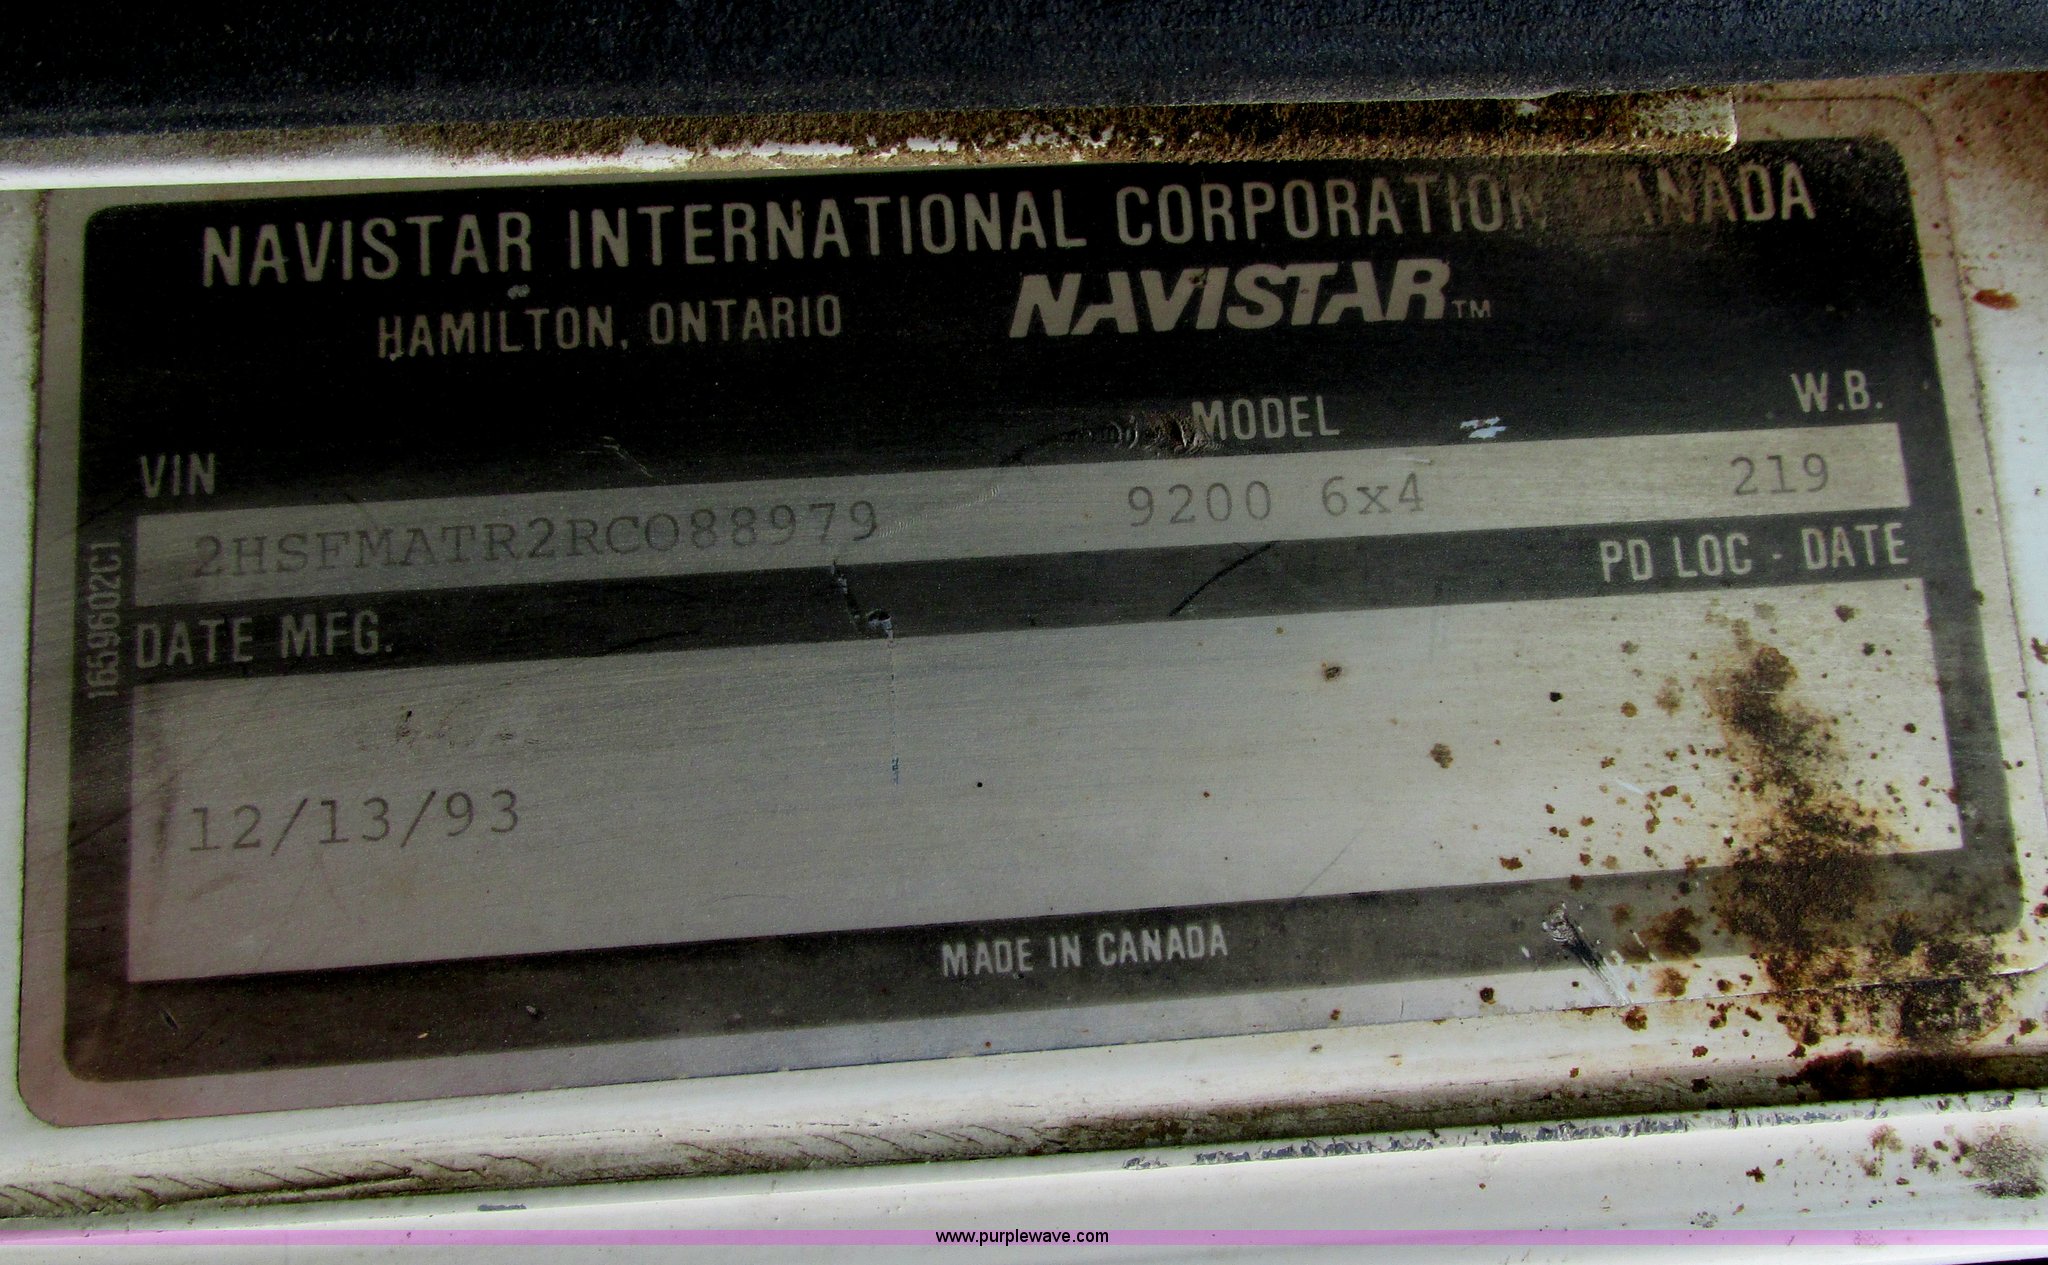 NAVISTAR INTERNATIONAL CORPORATION CANADA
HAMILTON, ONTARIO
NAVISTAR™
VIN MODEL W.B.
2HSFMATR2RC088979 9200 6x4 219
DATE MFG. PD LOC - DATE
12/13/93
MADE IN CANADA
1659602C1
www.purplewave.com